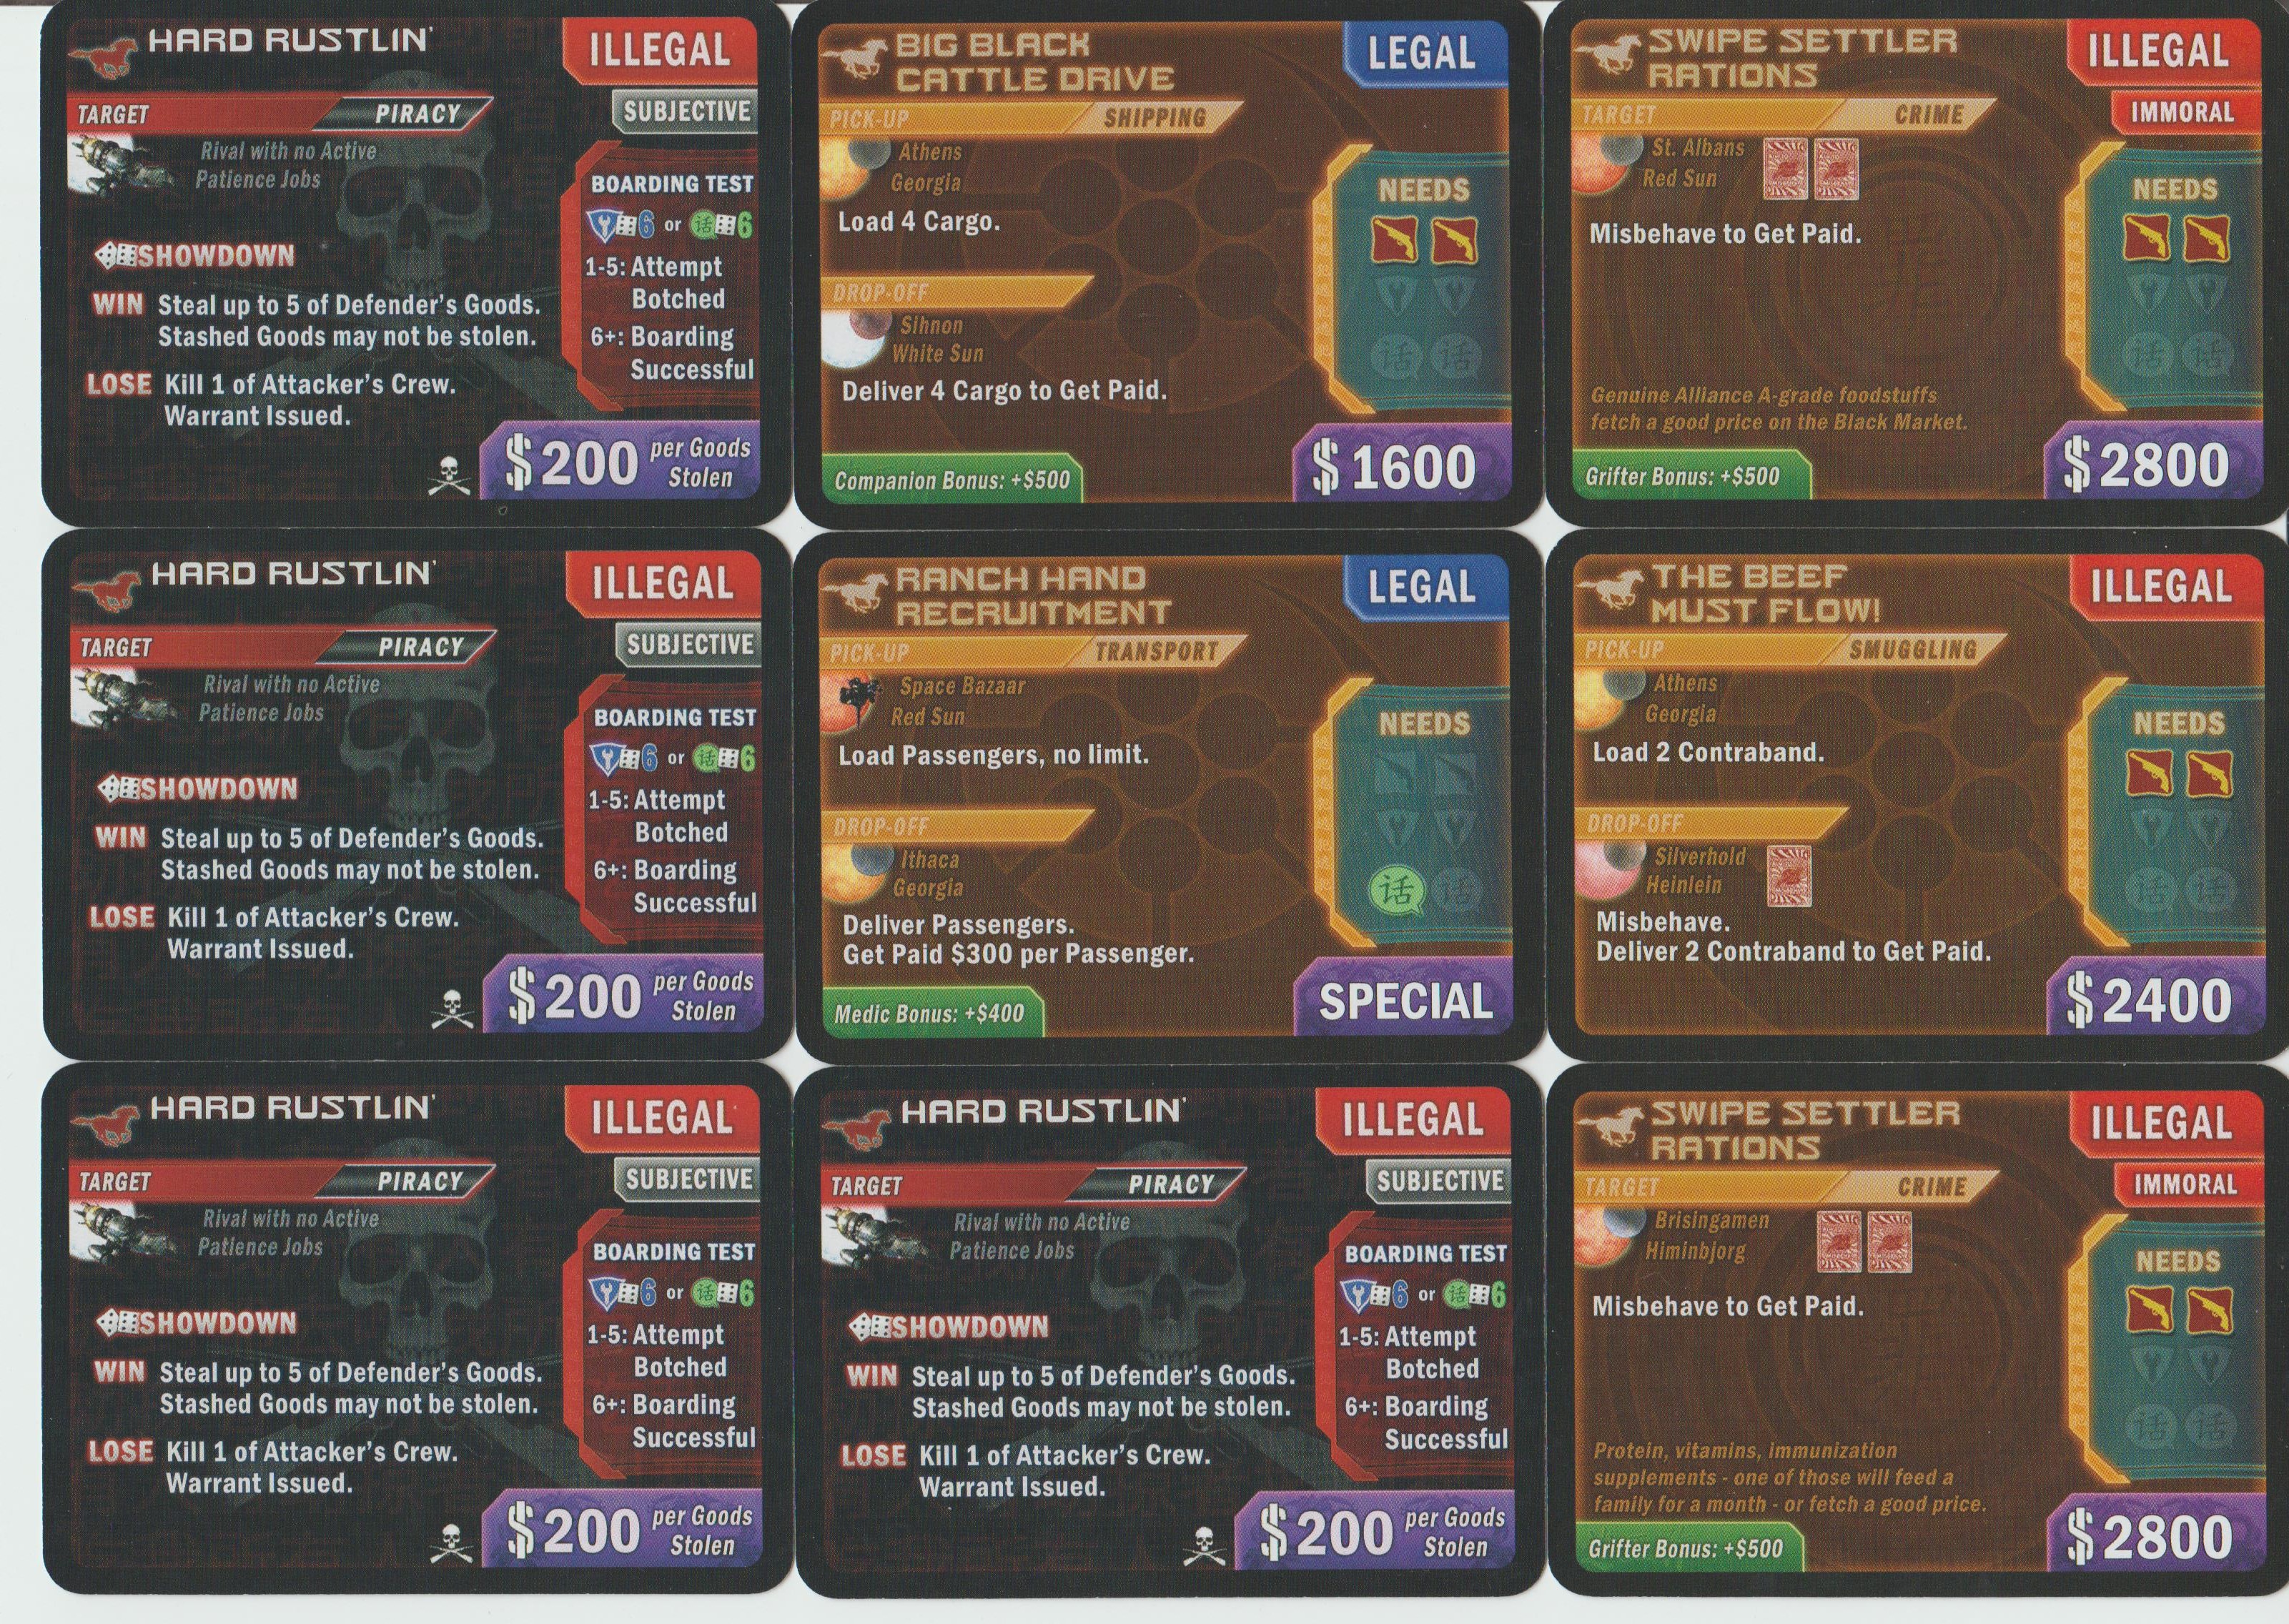 HARD RUSTLIN'
ILLEGAL
TARGET
PIRACY
SUBJECTIVE
Rival with no Active
Patience Jobs
BOARDING TEST
6 or 话 6
SHOWDOWN
1-5: Attempt
Botched
WIN Steal up to 5 of Defender's Goods.
Stashed Goods may not be stolen.
6+: Boarding
Successful
LOSE Kill 1 of Attacker's Crew.
Warrant Issued.
$200 per Goods
Stolen
BIG BLACK
CATTLE DRIVE
LEGAL
PICK-UP
SHIPPING
Athens
Georgia
NEEDS
Load 4 Cargo.
DROP-OFF
Sihnon
White Sun
话 话
Deliver 4 Cargo to Get Paid.
Companion Bonus: +$500
$1600
SWIPE SETTLER
RATIONS
ILLEGAL
TARGET
CRIME
IMMORAL
St. Albans
Red Sun
NEEDS
Misbehave to Get Paid.
话 话
Genuine Alliance A-grade foodstuffs
fetch a good price on the Black Market.
Grifter Bonus: +$500
$2800
HARD RUSTLIN'
ILLEGAL
TARGET
PIRACY
SUBJECTIVE
Rival with no Active
Patience Jobs
BOARDING TEST
6 or 话 6
SHOWDOWN
1-5: Attempt
Botched
WIN Steal up to 5 of Defender's Goods.
Stashed Goods may not be stolen.
6+: Boarding
Successful
LOSE Kill 1 of Attacker's Crew.
Warrant Issued.
$200 per Goods
Stolen
RANCH HAND
RECRUITMENT
LEGAL
PICK-UP
TRANSPORT
Space Bazaar
Red Sun
NEEDS
Load Passengers, no limit.
DROP-OFF
Ithaca
Georgia
话 话
Deliver Passengers.
Get Paid $300 per Passenger.
Medic Bonus: +$400
SPECIAL
THE BEEF
MUST FLOW!
ILLEGAL
PICK-UP
SMUGGLING
Athens
Georgia
NEEDS
Load 2 Contraband.
DROP-OFF
Silverhold
Heinlein
话 话
Misbehave.
Deliver 2 Contraband to Get Paid.
$2400
HARD RUSTLIN'
ILLEGAL
TARGET
PIRACY
SUBJECTIVE
Rival with no Active
Patience Jobs
BOARDING TEST
6 or 话 6
SHOWDOWN
1-5: Attempt
Botched
WIN Steal up to 5 of Defender's Goods.
Stashed Goods may not be stolen.
6+: Boarding
Successful
LOSE Kill 1 of Attacker's Crew.
Warrant Issued.
$200 per Goods
Stolen
HARD RUSTLIN'
ILLEGAL
TARGET
PIRACY
SUBJECTIVE
Rival with no Active
Patience Jobs
BOARDING TEST
6 or 话 6
SHOWDOWN
1-5: Attempt
Botched
WIN Steal up to 5 of Defender's Goods.
Stashed Goods may not be stolen.
6+: Boarding
Successful
LOSE Kill 1 of Attacker's Crew.
Warrant Issued.
$200 per Goods
Stolen
SWIPE SETTLER
RATIONS
ILLEGAL
TARGET
CRIME
IMMORAL
Brisingamen
Himinbjorg
NEEDS
Misbehave to Get Paid.
话 话
Protein, vitamins, immunization
supplements - one of those will feed a
family for a month - or fetch a good price.
Grifter Bonus: +$500
$2800